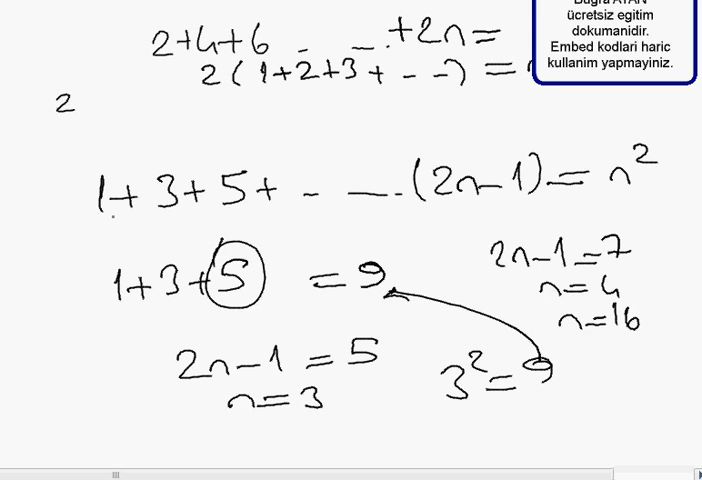 2+4+6 - - .+2n=
2(1+2+3+ - -) =
2
1+3+5+ - -- .(2n-1)=n²
1+3+5 =9
2n-1=5
n=3
3²=9
2n-1=7
n=4
n=16
ücretsiz egitim
dokumanidir.
Embed kodlari haric
kullanim yapmayiniz.